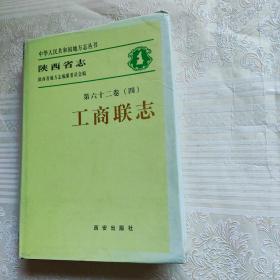 中华人民共和国地方志丛书
陕西省志
陕西省地方志编纂委员会编
第六十二卷(四)
工商联志
西安出版社